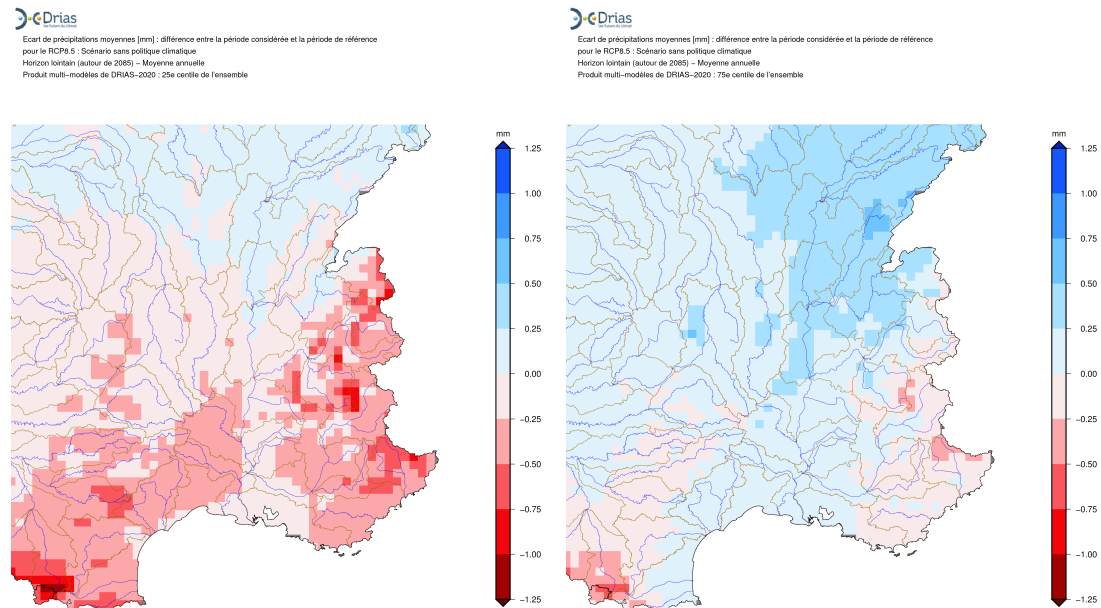 Drias
les futurs du climat
Ecart de précipitations moyennes [mm] : différence entre la période considérée et la période de référence
pour le RCP8.5 : Scénario sans politique climatique
Horizon lointain (autour de 2085) − Moyenne annuelle
Produit multi−modèles de DRIAS−2020 : 25e centile de l'ensemble
mm
1.25
1.00
0.75
0.50
0.25
0.00
−0.25
−0.50
−0.75
−1.00
−1.25
Drias
les futurs du climat
Ecart de précipitations moyennes [mm] : différence entre la période considérée et la période de référence
pour le RCP8.5 : Scénario sans politique climatique
Horizon lointain (autour de 2085) − Moyenne annuelle
Produit multi−modèles de DRIAS−2020 : 75e centile de l'ensemble
mm
1.25
1.00
0.75
0.50
0.25
0.00
−0.25
−0.50
−0.75
−1.00
−1.25